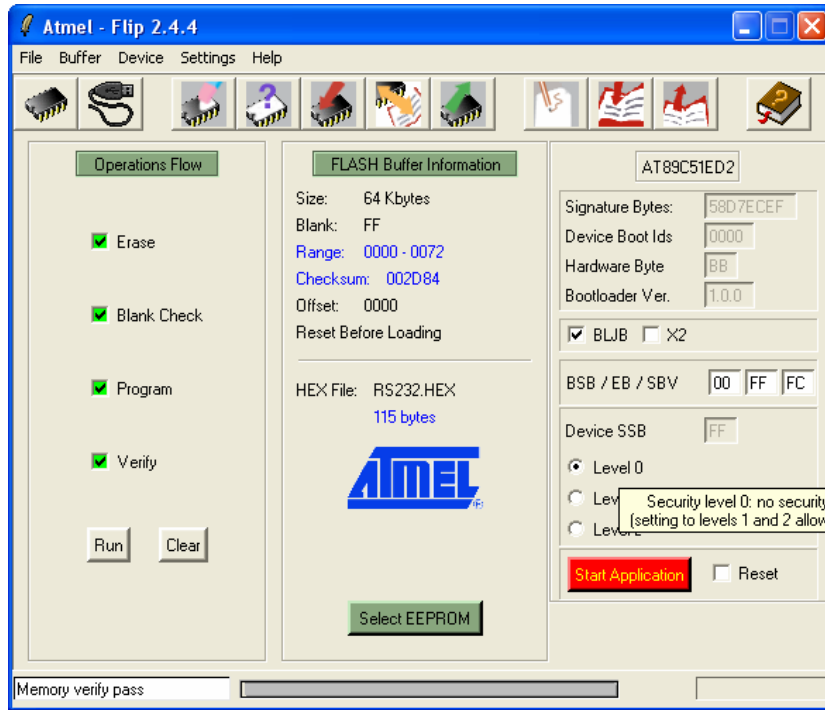 Atmel - Flip 2.4.4
File Buffer Device Settings Help
Operations Flow
Erase
Blank Check
Program
Verify
Run Clear
FLASH Buffer Information
Size: 64 Kbytes
Blank: FF
Range: 0000 - 0072
Checksum: 002D84
Offset: 0000
Reset Before Loading
HEX File: RS232.HEX
115 bytes
ATMEL ®
Select EEPROM
AT89C51ED2
Signature Bytes: 58D7ECEF
Device Boot Ids 0000
Hardware Byte BB
Bootloader Ver. 1.0.0
BLJB X2
BSB / EB / SBV 00 FF FC
Device SSB FF
Level 0
Lev
Security level 0: no security
(setting to levels 1 and 2 allow
Start Application Reset
Memory verify pass